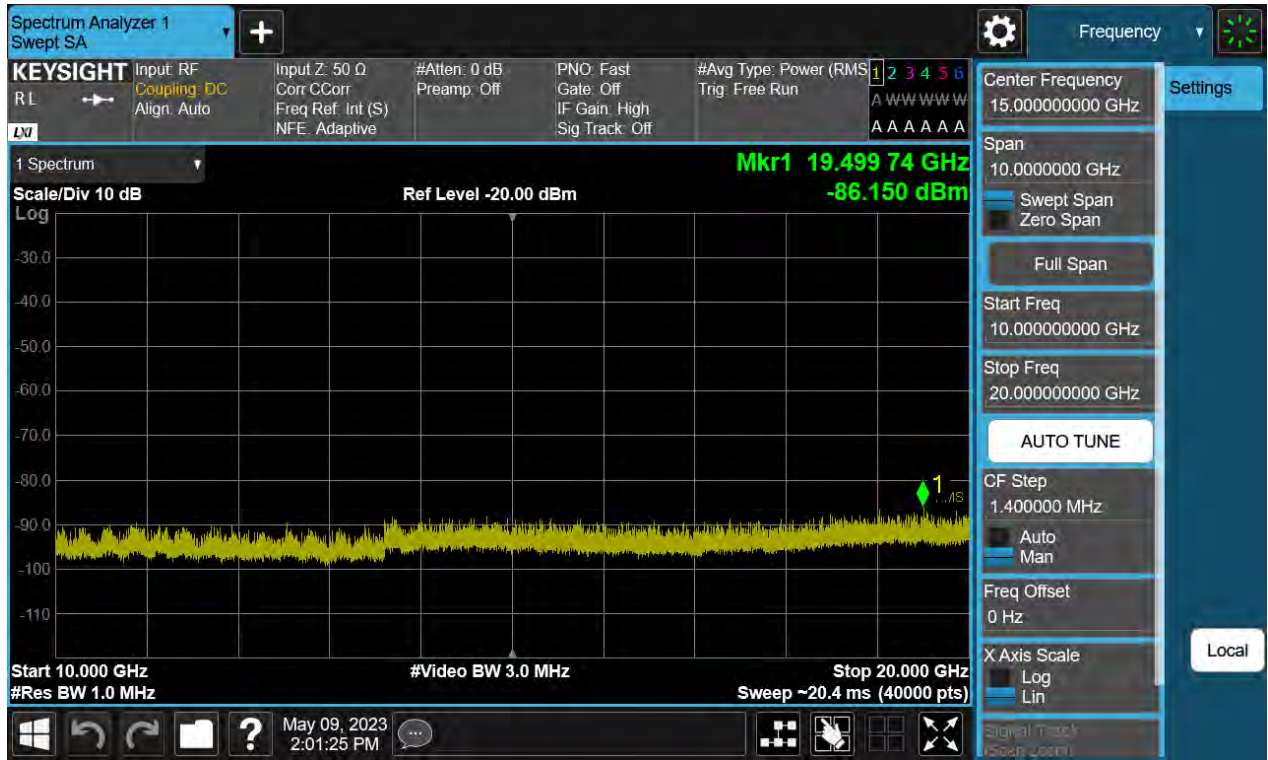 Spectrum Analyzer 1
Swept SA
+
Frequency
KEYSIGHT
RL
LXI
Input: RF
Coupling: DC
Align: Auto
Input Z: 50 Ω
Corr CCorr
Freq Ref: Int (S)
NFE: Adaptive
#Atten: 0 dB
Preamp: Off
PNO: Fast
Gate: Off
IF Gain: High
Sig Track: Off
#Avg Type: Power (RMS
Trig: Free Run
1 2 3 4 5 6
A W W W W W
A A A A A A
1 Spectrum
Scale/Div 10 dB
Ref Level -20.00 dBm
Mkr1 19.499 74 GHz
-86.150 dBm
Log
-30.0
-40.0
-50.0
-60.0
-70.0
-80.0
-90.0
-100
-110
1
Start 10.000 GHz
#Video BW 3.0 MHz
Stop 20.000 GHz
#Res BW 1.0 MHz
Sweep ~20.4 ms (40000 pts)
?
May 09, 2023
2:01:25 PM
Center Frequency
15.000000000 GHz
Settings
Span
10.0000000 GHz
Swept Span
Zero Span
Full Span
Start Freq
10.000000000 GHz
Stop Freq
20.000000000 GHz
AUTO TUNE
CF Step
1.400000 MHz
Auto
Man
Freq Offset
0 Hz
X Axis Scale
Log
Lin
Local
Signal Track
(Span Zoom)